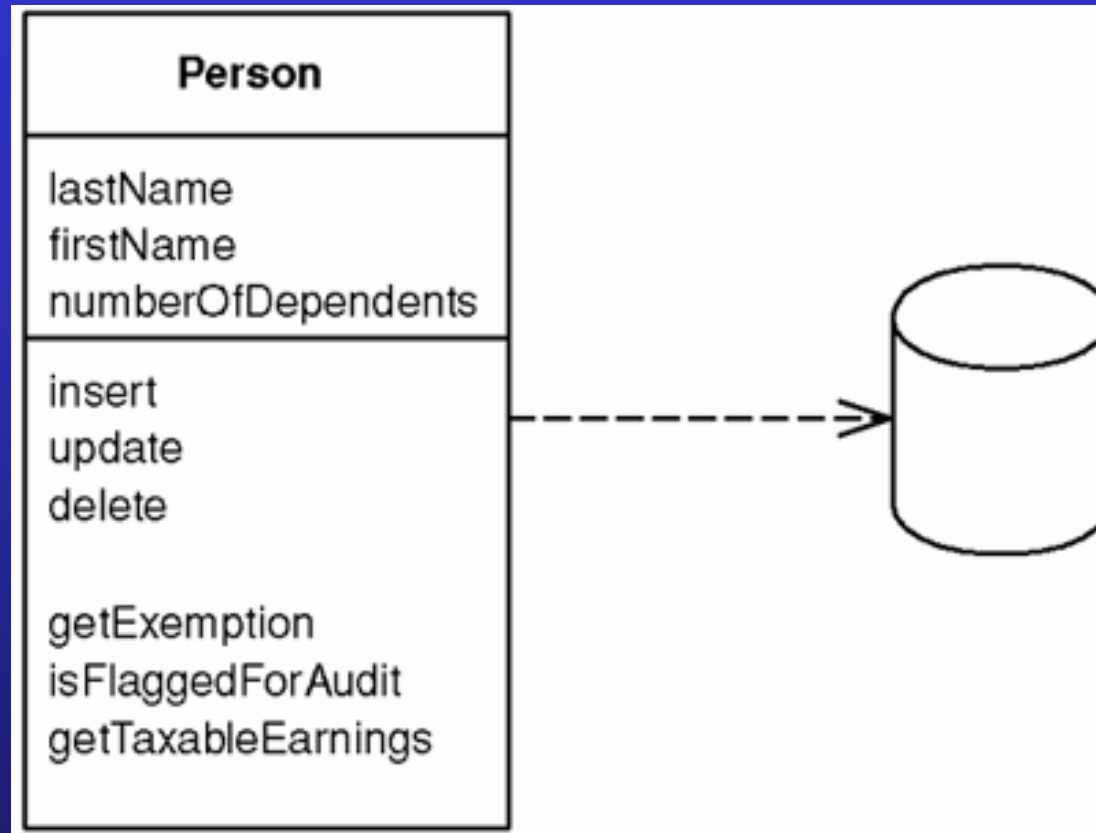 Person
lastName
firstName
numberOfDependents
insert
update
delete
getExemption
isFlaggedForAudit
getTaxableEarnings